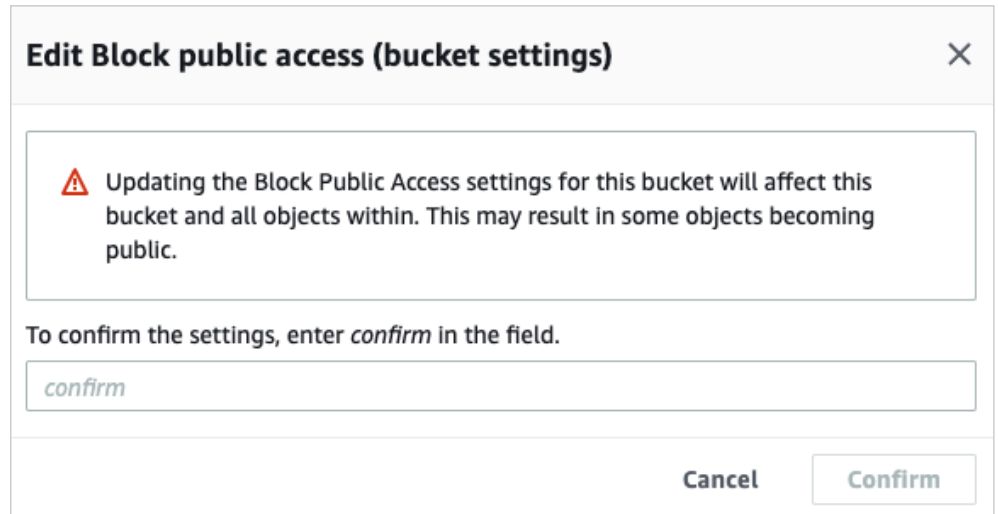 Edit Block public access (bucket settings)
Updating the Block Public Access settings for this bucket will affect this
bucket and all objects within. This may result in some objects becoming
public.
To confirm the settings, enter confirm in the field.
confirm
Cancel
Confirm